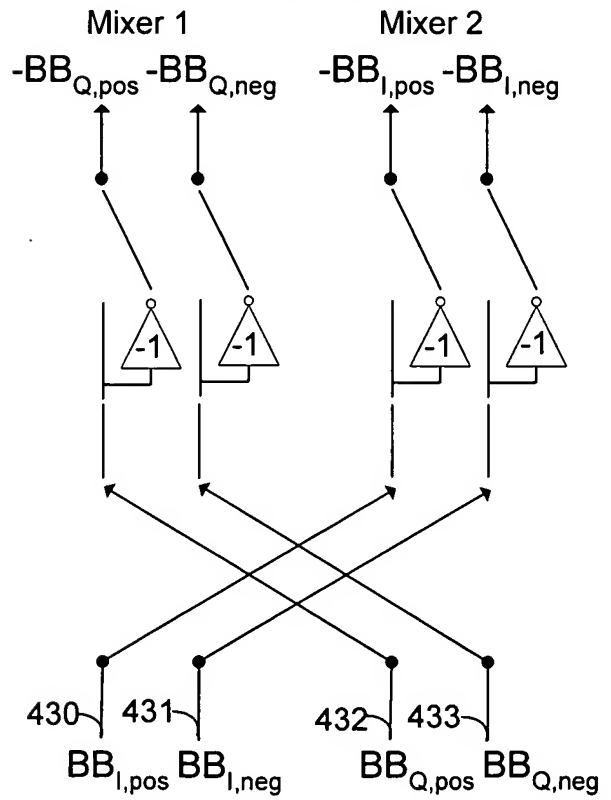 Mixer 1 Mixer 2
-BBQ,pos -BBQ,neg -BBI,pos -BBI,neg
-1 -1 -1 -1
430 431 432 433
BBI,pos BBI,neg BBQ,pos BBQ,neg